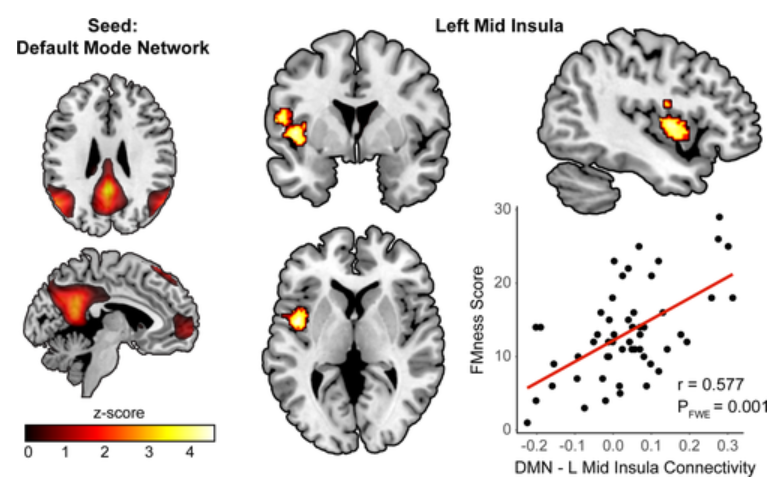 Seed:
Default Mode Network
Left Mid Insula
z-score
0 1 2 3 4
FMness Score
30
20
10
0
r = 0.577
P_FWE = 0.001
-0.2 -0.1 0.0 0.1 0.2 0.3
DMN - L Mid Insula Connectivity